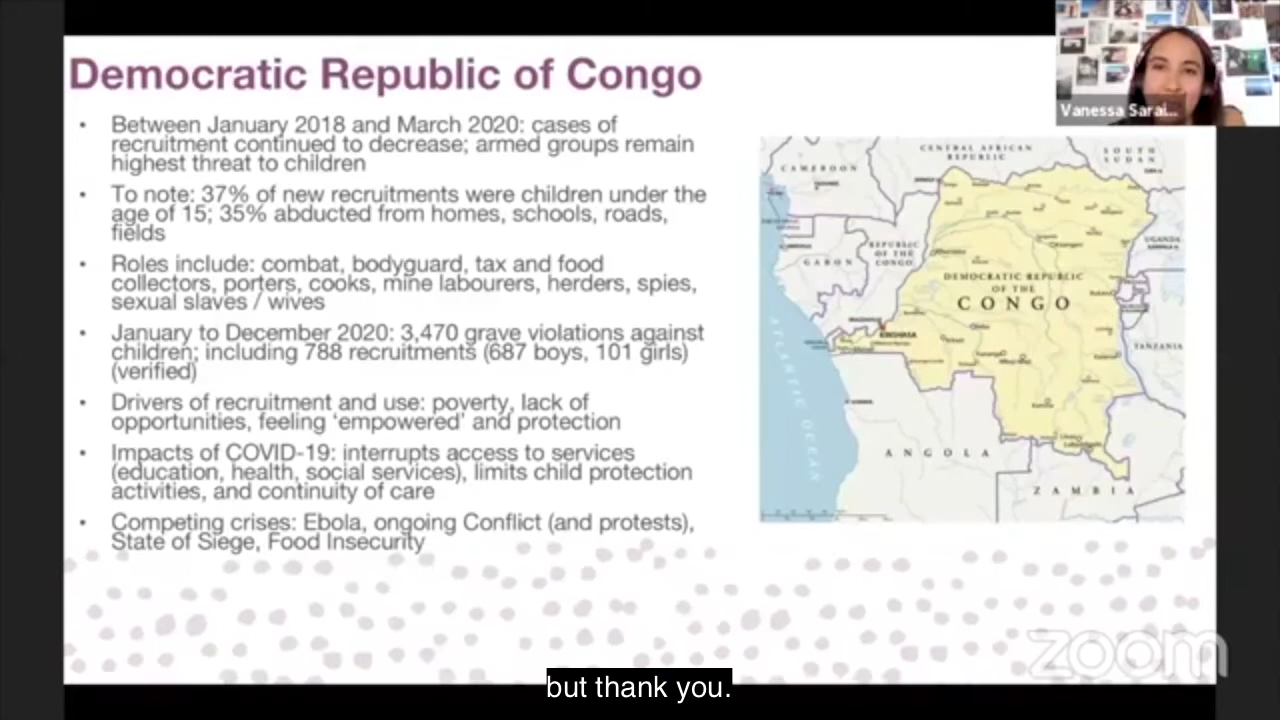 Democratic Republic of Congo
Vanessa Sarai...
• Between January 2018 and March 2020: cases of
recruitment continued to decrease; armed groups remain
highest threat to children
• To note: 37% of new recruitments were children under the
age of 15; 35% abducted from homes, schools, roads,
fields
• Roles include: combat, bodyguard, tax and food
collectors, porters, cooks, mine labourers, herders, spies,
sexual slaves / wives
• January to December 2020: 3,470 grave violations against
children; including 788 recruitments (687 boys, 101 girls)
(verified)
• Drivers of recruitment and use: poverty, lack of
opportunities, feeling ‘empowered’ and protection
• Impacts of COVID-19: interrupts access to services
(education, health, social services), limits child protection
activities, and continuity of care
• Competing crises: Ebola, ongoing Conflict (and protests),
State of Siege, Food Insecurity
CENTRAL AFRICAN
REPUBLIC
SOUTH
SUDAN
CAMEROON
UGANDA
REPUBLIC
OF THE
CONGO
GABON
DEMOCRATIC REPUBLIC
OF THE
CONGO
KINSHASA
TANZANIA
ATLANTIC OCEAN
ANGOLA
ZAMBIA
zoom
but thank you.